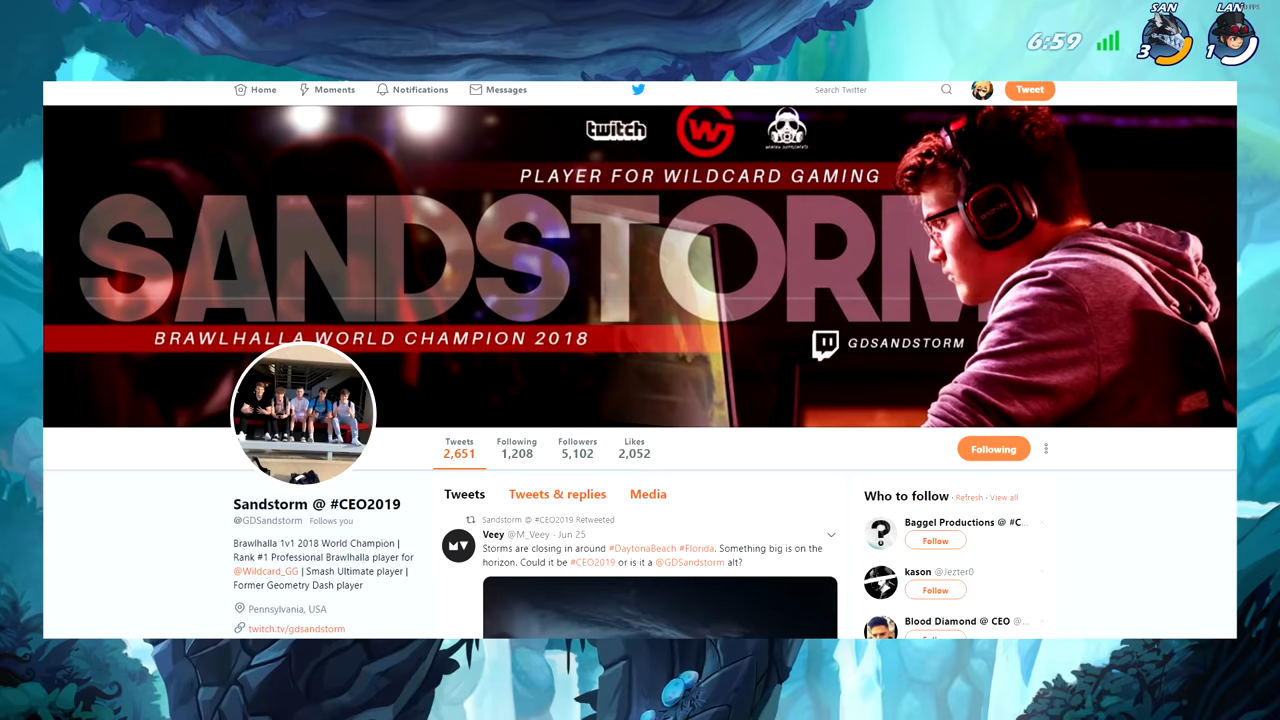 SAN
LAN
6:59
3
1
Home
Moments
Notifications
Messages
Search Twitter
Tweet
twitch
PLAYER FOR WILDCARD GAMING
SANDSTORM
BRAWLHALLA WORLD CHAMPION 2018
GDSANDSTORM
Tweets
2,651
Following
1,208
Followers
5,102
Likes
2,052
Following
Sandstorm @ #CEO2019
@GDSandstorm Follows you
Brawlhalla 1v1 2018 World Champion |
Rank #1 Professional Brawlhalla player for
@Wildcard_GG | Smash Ultimate player |
Former Geometry Dash player
Pennsylvania, USA
twitch.tv/gdsandstorm
Tweets
Tweets & replies
Media
Sandstorm @ #CEO2019 Retweeted
Veey @M_Veey · Jun 25
Storms are closing in around #DaytonaBeach #Florida. Something big is on the
horizon. Could it be #CEO2019 or is it a @GDSandstorm alt?
Who to follow · Refresh · View all
Baggel Productions @ #C...
Follow
kason @Jezter0
Follow
Blood Diamond @ CEO @...